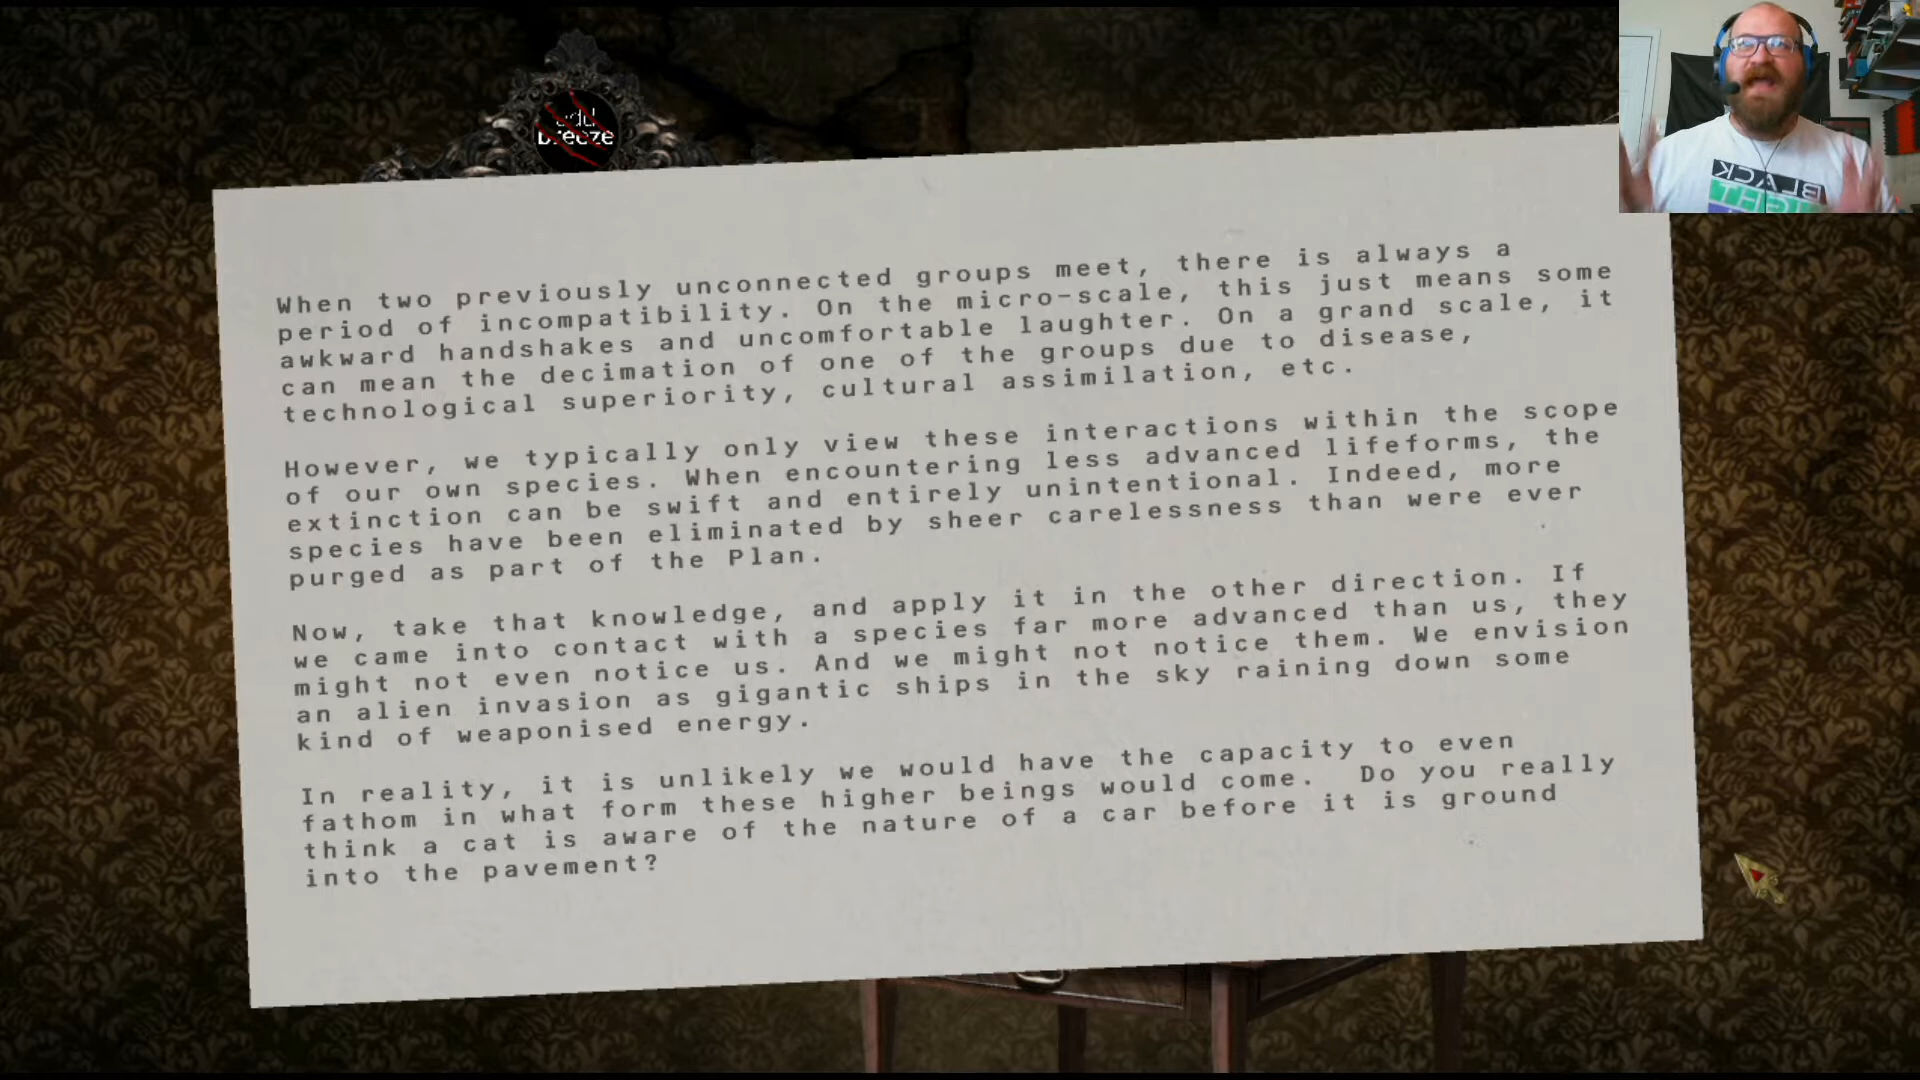 add
breeze
BLACK
When two previously unconnected groups meet, there is always a
period of incompatibility. On the micro-scale, this just means some
awkward handshakes and uncomfortable laughter. On a grand scale, it
can mean the decimation of one of the groups due to disease,
technological superiority, cultural assimilation, etc.
However, we typically only view these interactions within the scope
of our own species. When encountering less advanced lifeforms, the
extinction can be swift and entirely unintentional. Indeed, more
species have been eliminated by sheer carelessness than were ever
purged as part of the Plan.
Now, take that knowledge, and apply it in the other direction. If
we came into contact with a species far more advanced than us, they
might not even notice us. And we might not notice them. We envision
an alien invasion as gigantic ships in the sky raining down some
kind of weaponised energy.
In reality, it is unlikely we would have the capacity to even
fathom in what form these higher beings would come. Do you really
think a cat is aware of the nature of a car before it is ground
into the pavement?